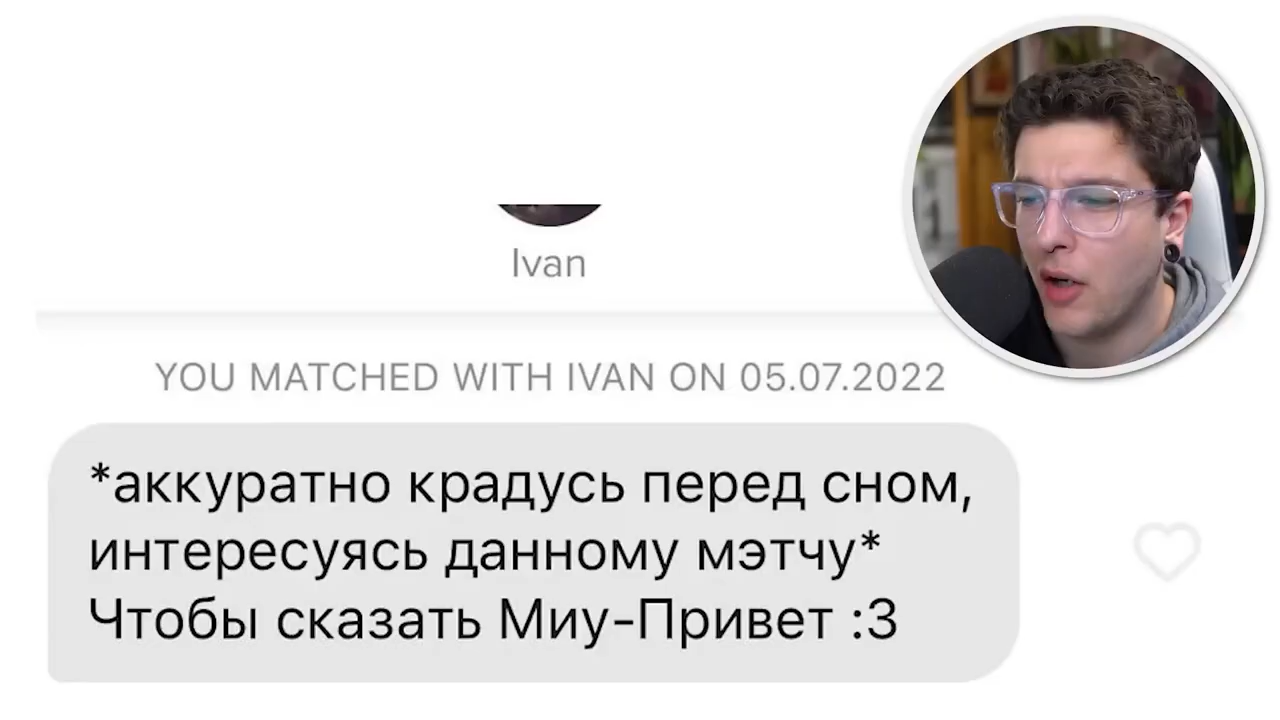 Ivan
YOU MATCHED WITH IVAN ON 05.07.2022
*аккуратно крадусь перед сном,
интересуясь данному мэтчу*
Чтобы сказать Миу-Привет :3